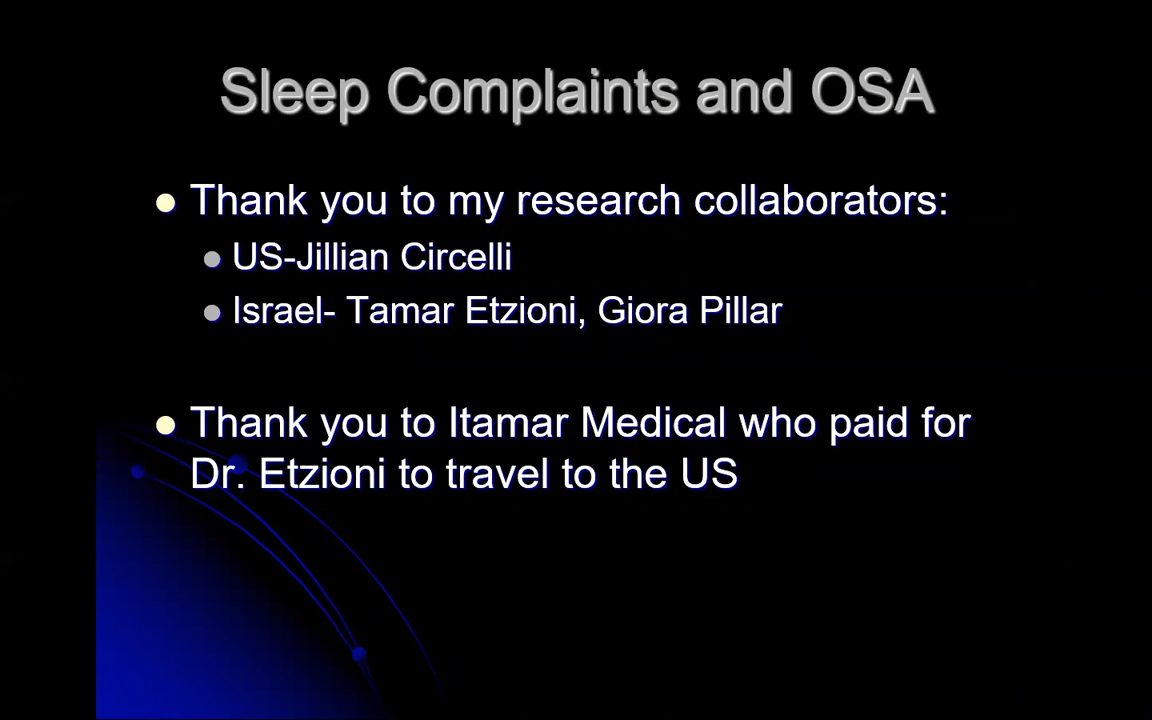 Sleep Complaints and OSA
Thank you to my research collaborators:
US-Jillian Circelli
Israel- Tamar Etzioni, Giora Pillar
Thank you to Itamar Medical who paid for
Dr. Etzioni to travel to the US